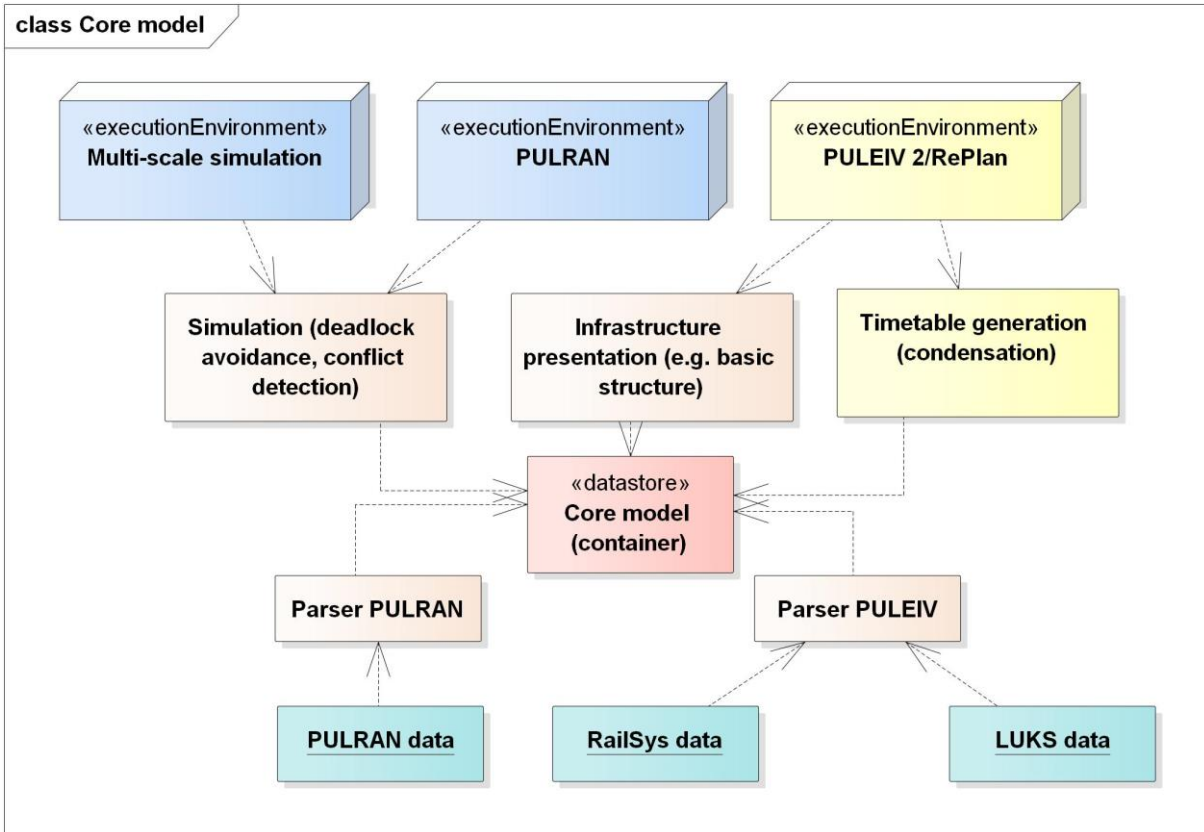 class Core model
«executionEnvironment»
Multi-scale simulation
«executionEnvironment»
PULRAN
«executionEnvironment»
PULEIV 2/RePlan
Simulation (deadlock
avoidance, conflict
detection)
Infrastructure
presentation (e.g. basic
structure)
Timetable generation
(condensation)
«datastore»
Core model
(container)
Parser PULRAN
Parser PULEIV
PULRAN data
RailSys data
LUKS data